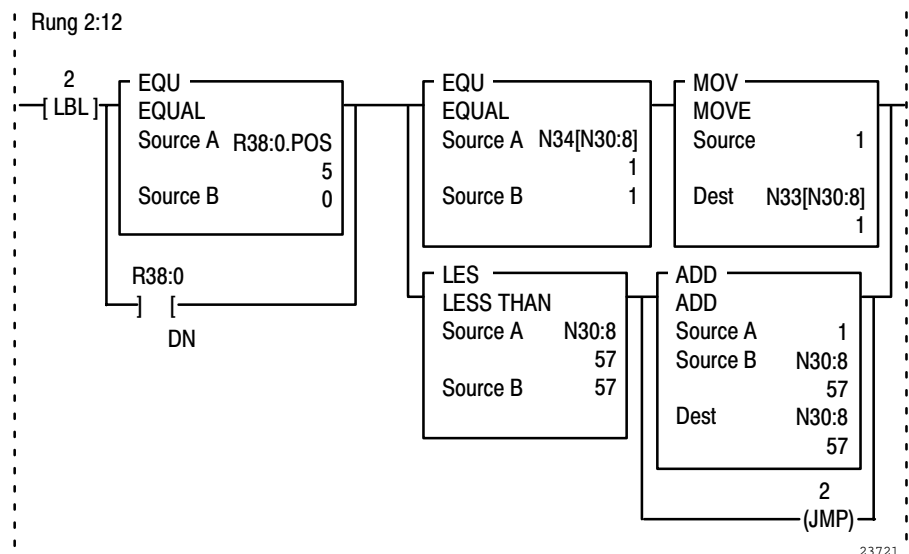 Rung 2:12
2
[ LBL ]
EQU
EQUAL
Source A R38:0.POS
5
Source B 0
R38:0
] [
DN
EQU
EQUAL
Source A N34[N30:8]
1
Source B 1
MOV
MOVE
Source 1
Dest N33[N30:8]
1
LES
LESS THAN
Source A N30:8
57
Source B 57
ADD
ADD
Source A 1
Source B N30:8
57
Dest N30:8
57
2
(JMP)
23721